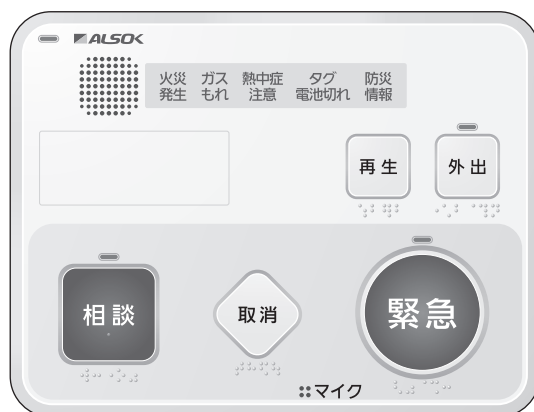 ALSOK
火災 ガス 熱中症 タグ 防災
発生 もれ 注意 電池切れ 情報
再生 外出
相談 取消 緊急
マイク